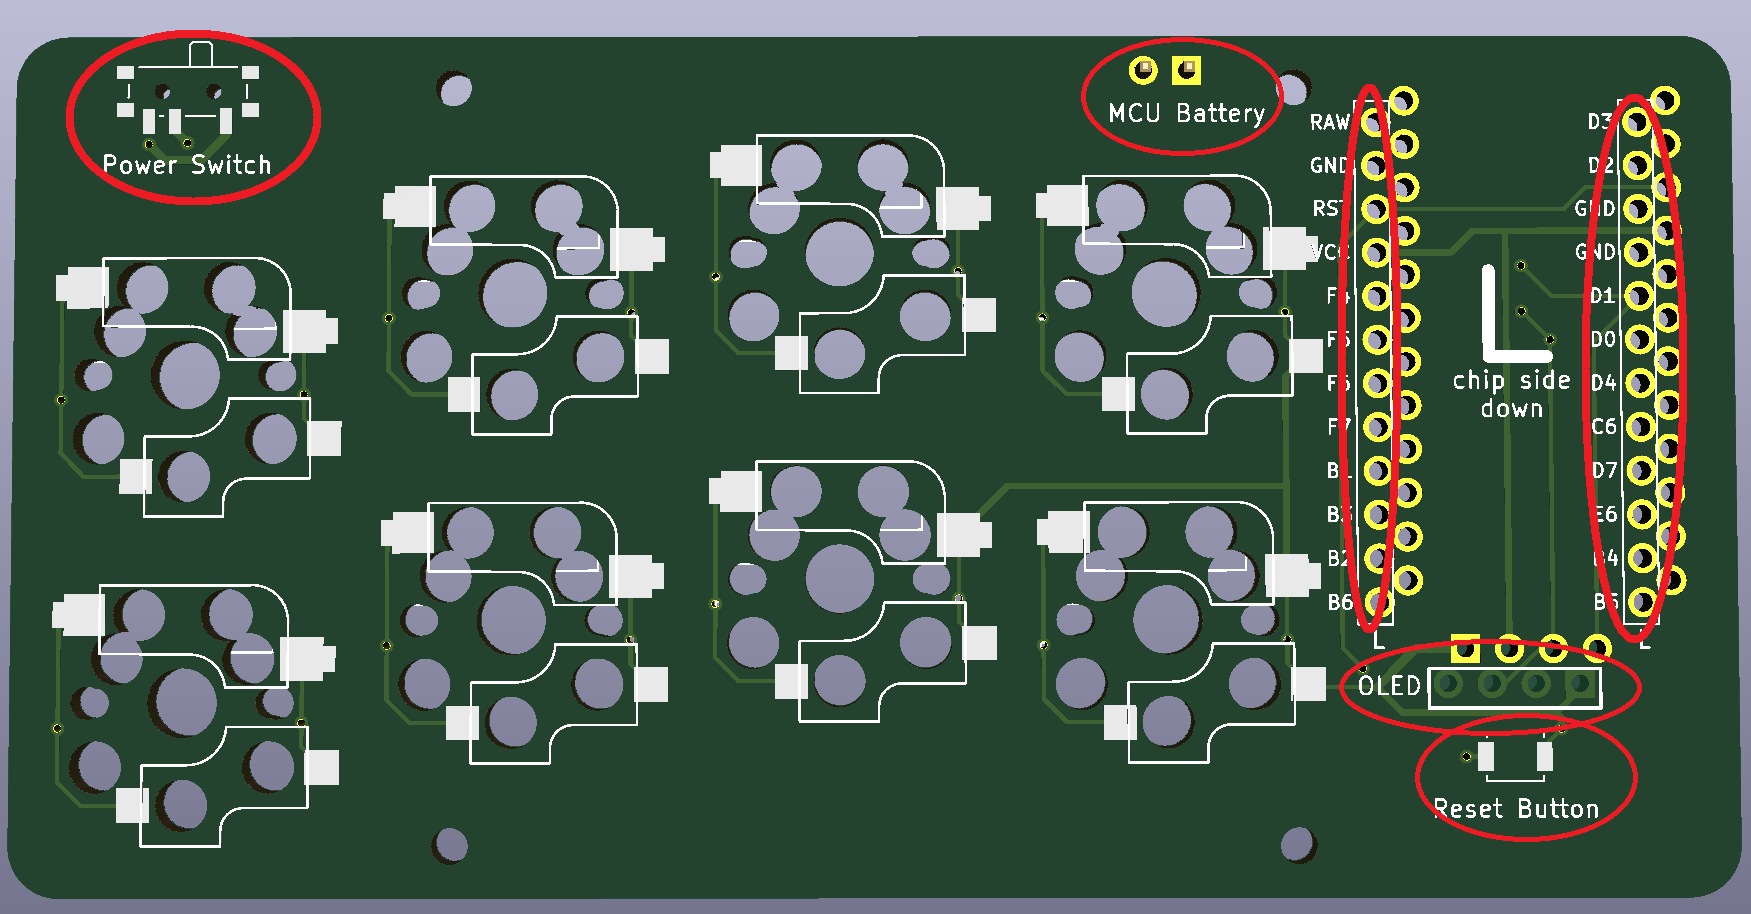 Power Switch
MCU Battery
RAW
GND
RST
VCC
F4
F5
F6
F7
B1
B3
B2
B6
D3
D2
GND
GND
D1
D0
D4
C6
D7
E6
B4
B5
L
chip side
down
L
L
OLED
Reset Button